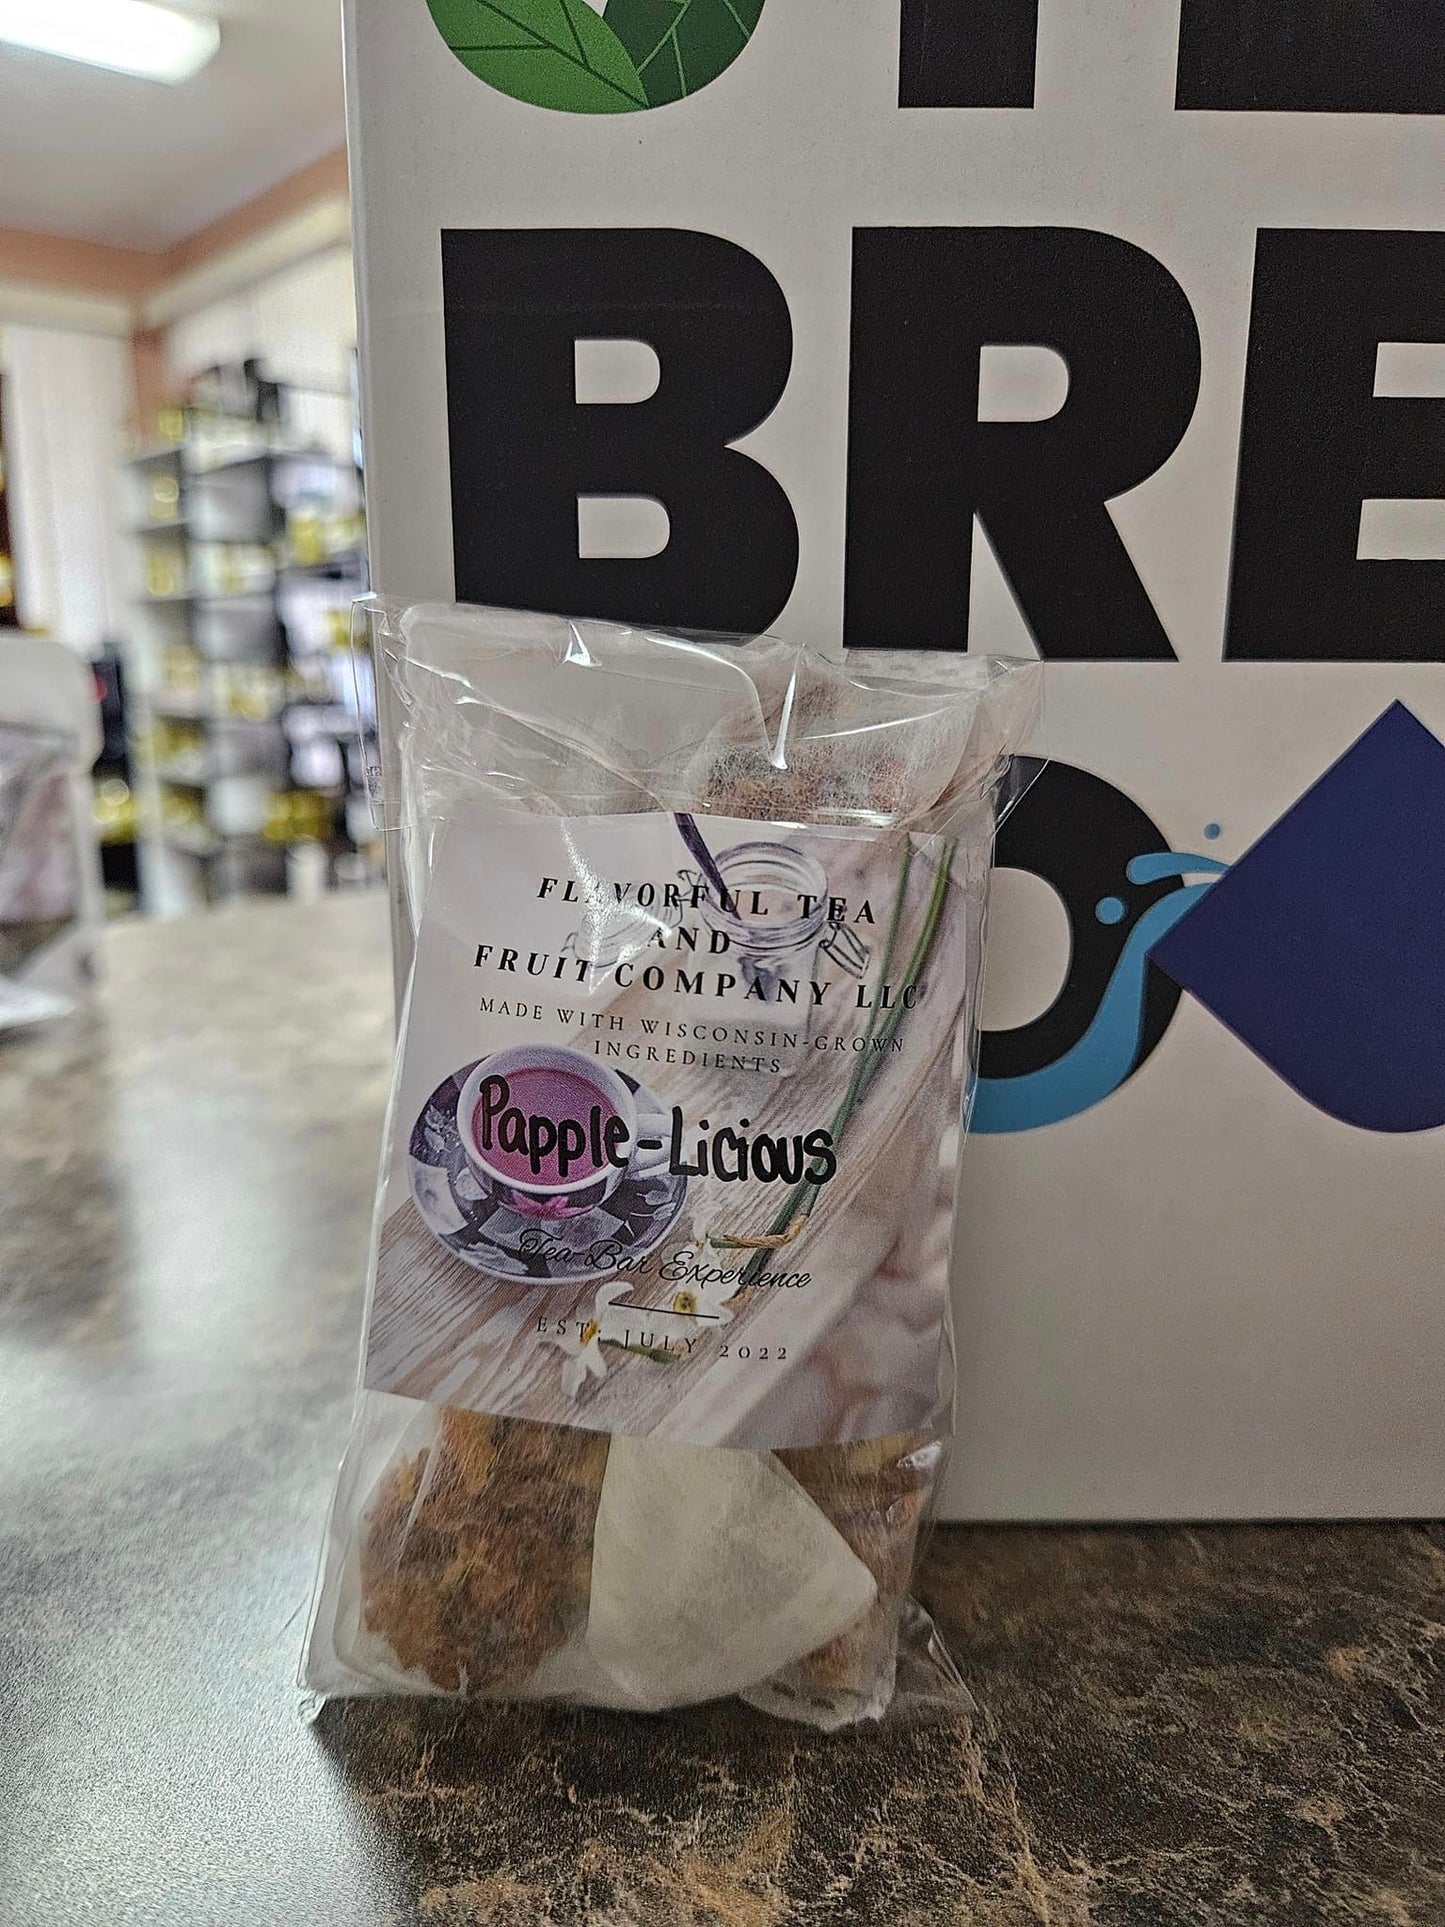 BRE
FLAVORFUL TEA
AND
FRUIT COMPANY LLC
MADE WITH WISCONSIN-GROWN
INGREDIENTS
Papple-Licious
Tea Bar Experience
EST: JULY 2022